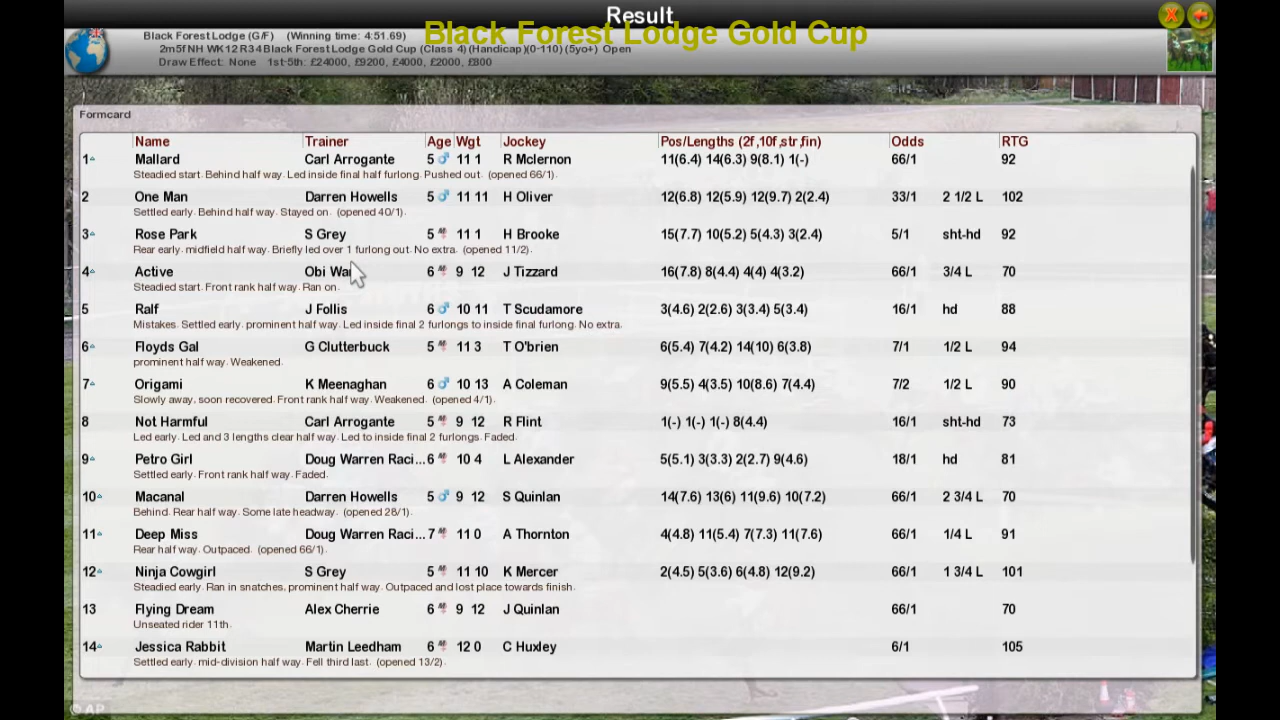 Result
Black Forest Lodge Gold Cup
Black Forest Lodge (G/F) (Winning time: 4:51.69)
2m5f NH WK12 R34 Black Forest Lodge Gold Cup (Class 4) (Handicap)(0-110) (5yo+) Open
Draw Effect: None 1st-5th: £24000, £9200, £4000, £2000, £800
Formcard
Name Trainer Age Wgt Jockey Pos/Lengths (2f,10f,str,fin) Odds RTG
1 Mallard Carl Arrogante 5 11 1 R Mclernon 11(6.4) 14(6.3) 9(8.1) 1(-) 66/1 92
Steadied start. Behind half way. Led inside final half furlong. Pushed out. (opened 66/1).
2 One Man Darren Howells 5 11 11 H Oliver 12(6.8) 12(5.9) 12(9.7) 2(2.4) 33/1 2 1/2 L 102
Settled early. Behind half way. Stayed on. (opened 40/1).
3 Rose Park S Grey 5 11 1 H Brooke 15(7.7) 10(5.2) 5(4.3) 3(2.4) 5/1 sht-hd 92
Rear early. midfield half way. Briefly led over 1 furlong out. No extra. (opened 11/2).
4 Active Obi 6 9 12 J Tizzard 16(7.8) 8(4.4) 4(4) 4(3.2) 66/1 3/4 L 70
Steadied start. Front rank half way. Ran on.
5 Ralf J Follis 6 10 11 T Scudamore 3(4.6) 2(2.6) 3(3.4) 5(3.4) 16/1 hd 88
Mistakes. Settled early. prominent half way. Led inside final 2 furlongs to inside final furlong. No extra.
6 Floyds Gal G Clutterbuck 5 11 3 T O'brien 6(5.4) 7(4.2) 14(10) 6(3.8) 7/1 1/2 L 94
prominent half way. Weakened.
7 Origami K Meenaghan 6 10 13 A Coleman 9(5.5) 4(3.5) 10(8.6) 7(4.4) 7/2 1/2 L 90
Slowly away, soon recovered. Front rank half way. Weakened. (opened 4/1).
8 Not Harmful Carl Arrogante 5 9 12 R Flint 1(-) 1(-) 1(-) 8(4.4) 16/1 sht-hd 73
Led early. Led and 3 lengths clear half way. Led to inside final 2 furlongs. Faded.
9 Petro Girl Doug Warren Raci... 6 10 4 L Alexander 5(5.1) 3(3.3) 2(2.7) 9(4.6) 18/1 hd 81
Settled early. Front rank half way. Faded.
10 Macanal Darren Howells 5 9 12 S Quinlan 14(7.6) 13(6) 11(9.6) 10(7.2) 66/1 2 3/4 L 70
Behind. Rear half way. Some late headway. (opened 28/1).
11 Deep Miss Doug Warren Raci... 7 11 0 A Thornton 4(4.8) 11(5.4) 7(7.3) 11(7.6) 66/1 1/4 L 91
Rear half way. Outpaced. (opened 66/1).
12 Ninja Cowgirl S Grey 5 11 10 K Mercer 2(4.5) 5(3.6) 6(4.8) 12(9.2) 66/1 1 3/4 L 101
Steadied early. Ran in snatches, prominent half way. Outpaced and lost place towards finish.
13 Flying Dream Alex Cherrie 6 9 12 J Quinlan 66/1 70
Unseated rider 11th.
14 Jessica Rabbit Martin Leedham 6 12 0 C Huxley 6/1 105
Settled early. mid-division half way. Fell third last. (opened 13/2).
© AP